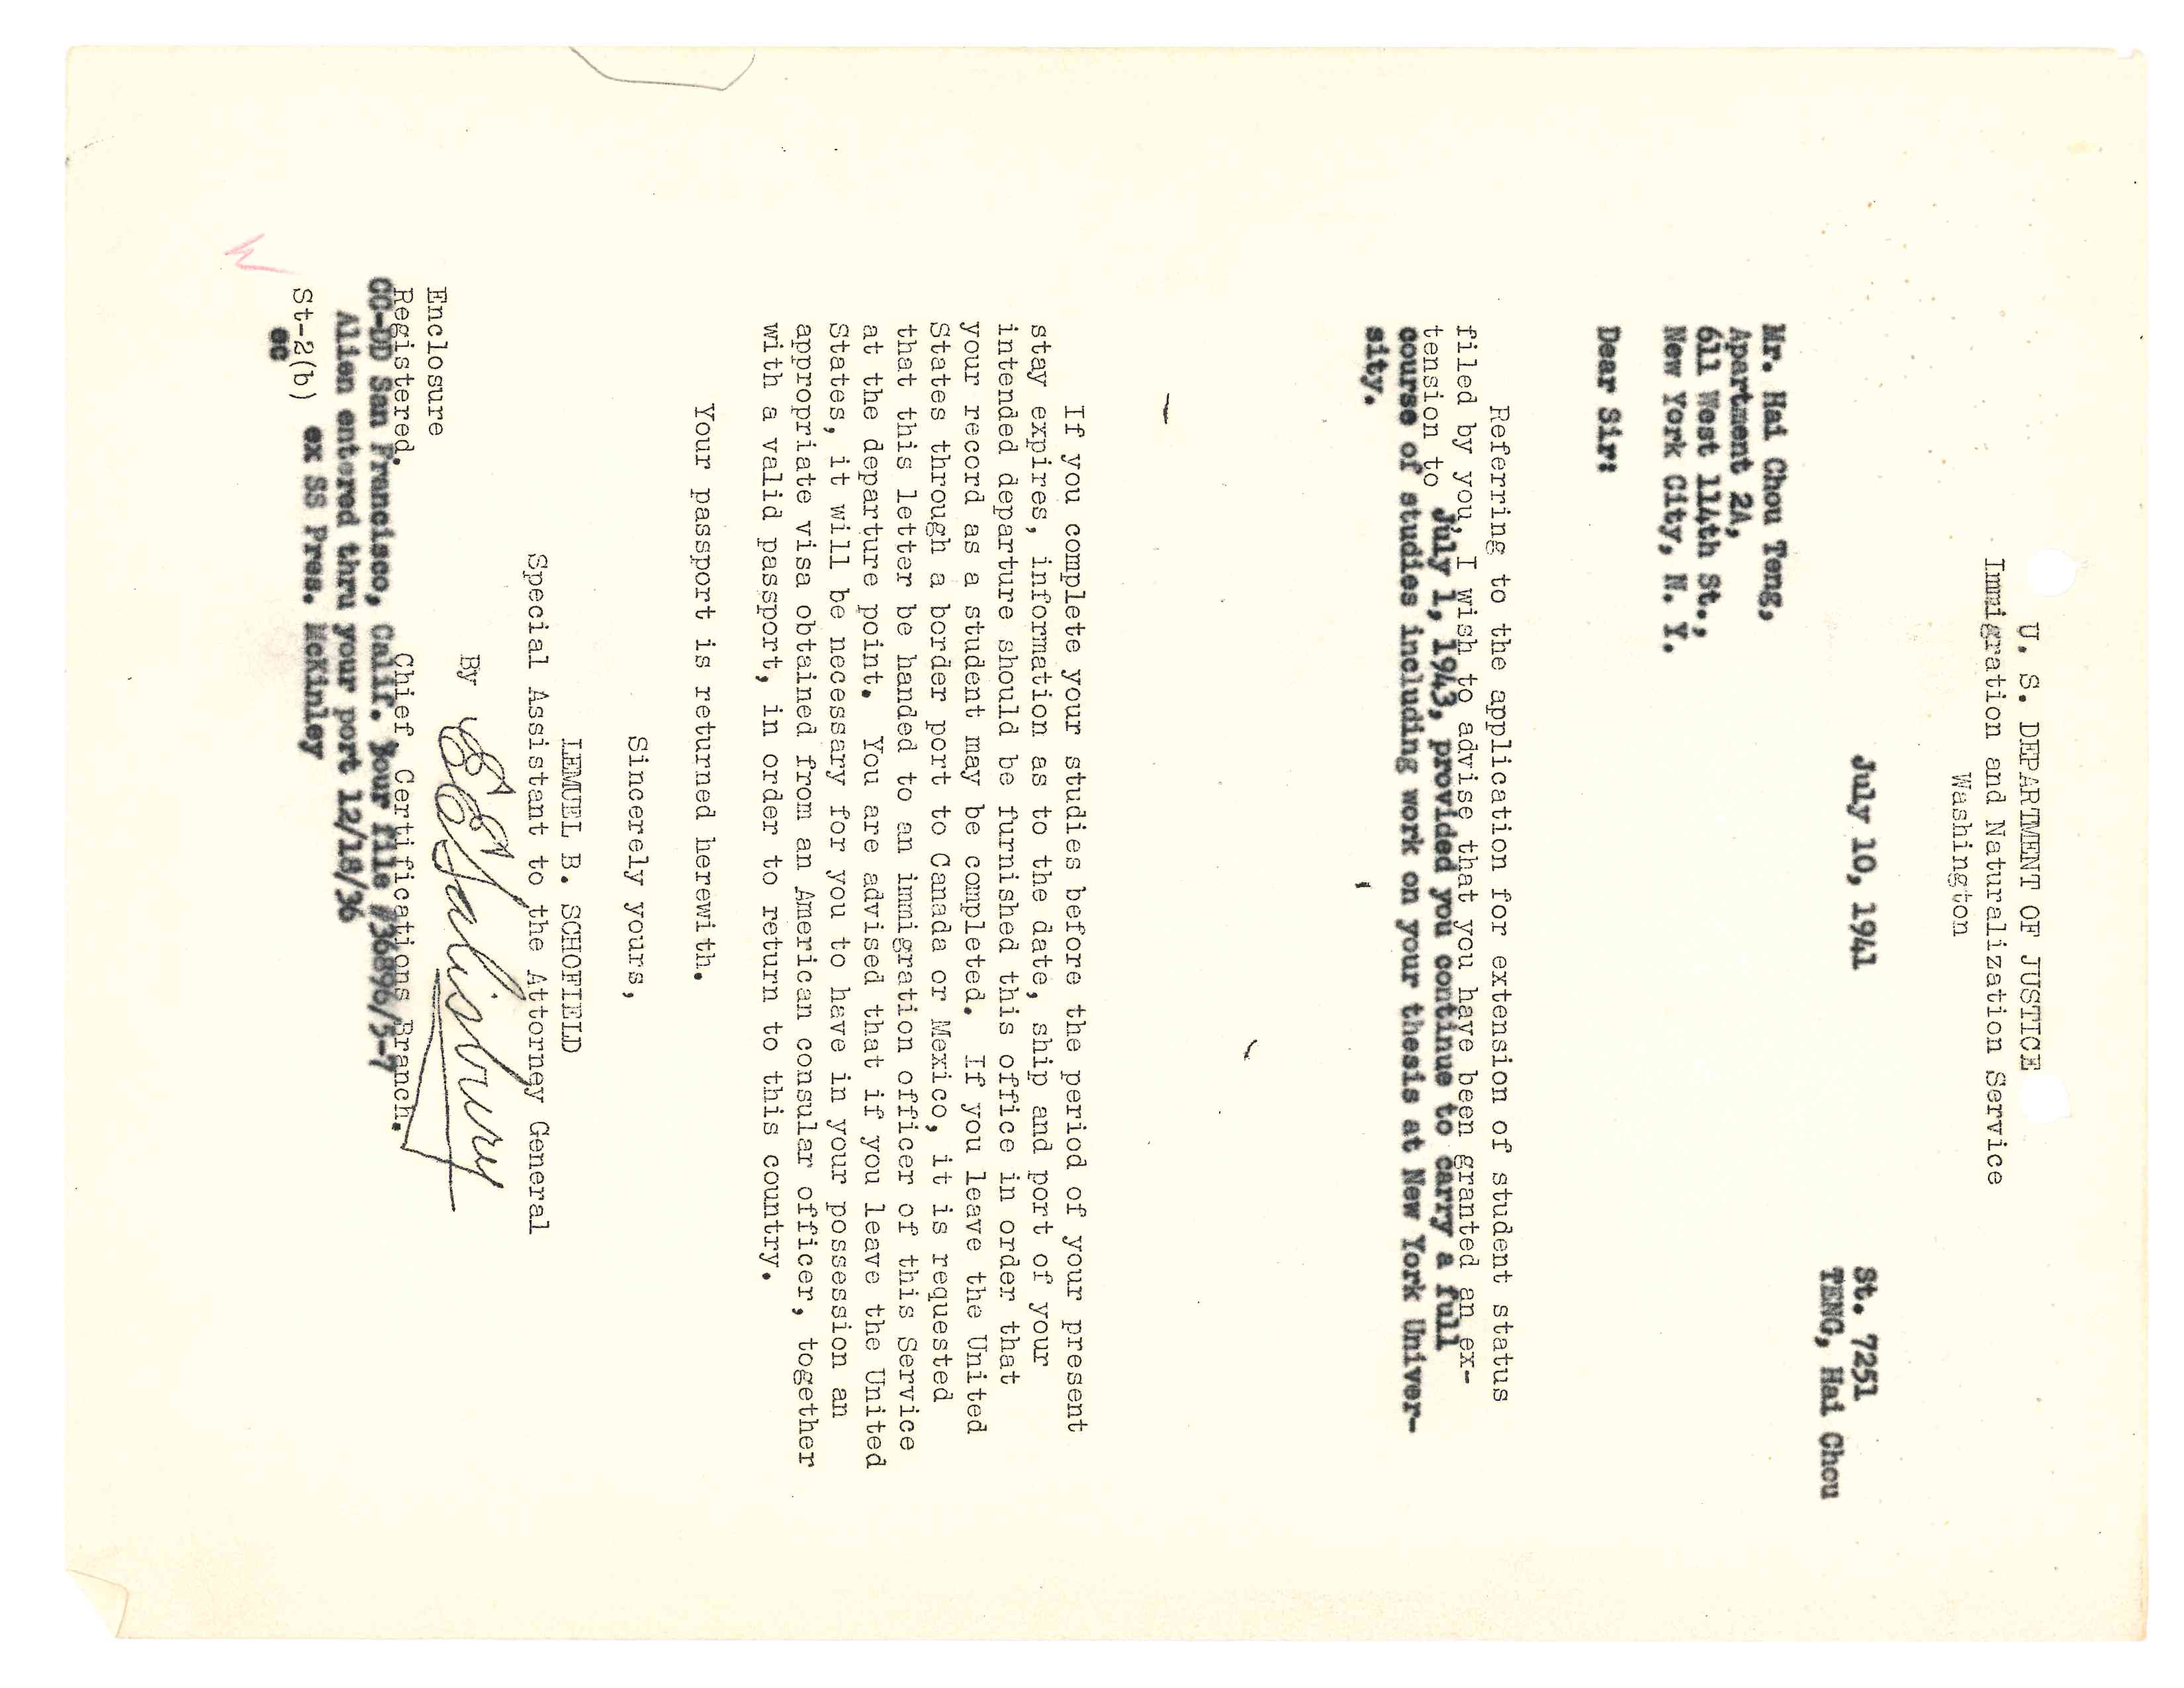 U. S. DEPARTMENT OF JUSTICE
Immigration and Naturalization Service
Washington
July 10, 1941
St. 7251
TENG, Hai Chou
Mr. Hai Chou Teng,
Apartment 2A,
611 West 114th St.,
New York City, N. Y.
Dear Sir:
Referring to the application for extension of student status
filed by you, I wish to advise that you have been granted an ex-
tension to July 1, 1943, provided you continue to carry a full
course of studies including work on your thesis at New York Univer-
sity.
If you complete your studies before the period of your present
stay expires, information as to the date, ship and port of your
intended departure should be furnished this office in order that
your record as a student may be completed. If you leave the United
States through a border port to Canada or Mexico, it is requested
that this letter be handed to an immigration officer of this Service
at the departure point. You are advised that if you leave the United
States, it will be necessary for you to have in your possession an
appropriate visa obtained from an American consular officer, together
with a valid passport, in order to return to this country.
Your passport is returned herewith.
Sincerely yours,
LEMUEL B. SCHOFIELD
Special Assistant to the Attorney General
By EESalisbury
Enclosure
Registered. Chief, Certifications Branch.
CC-DD San Francisco, Calif. Your file #36896/5-7
Alien entered thru your port 12/18/36
St-2(b) ex SS Pres. McKinley
ec